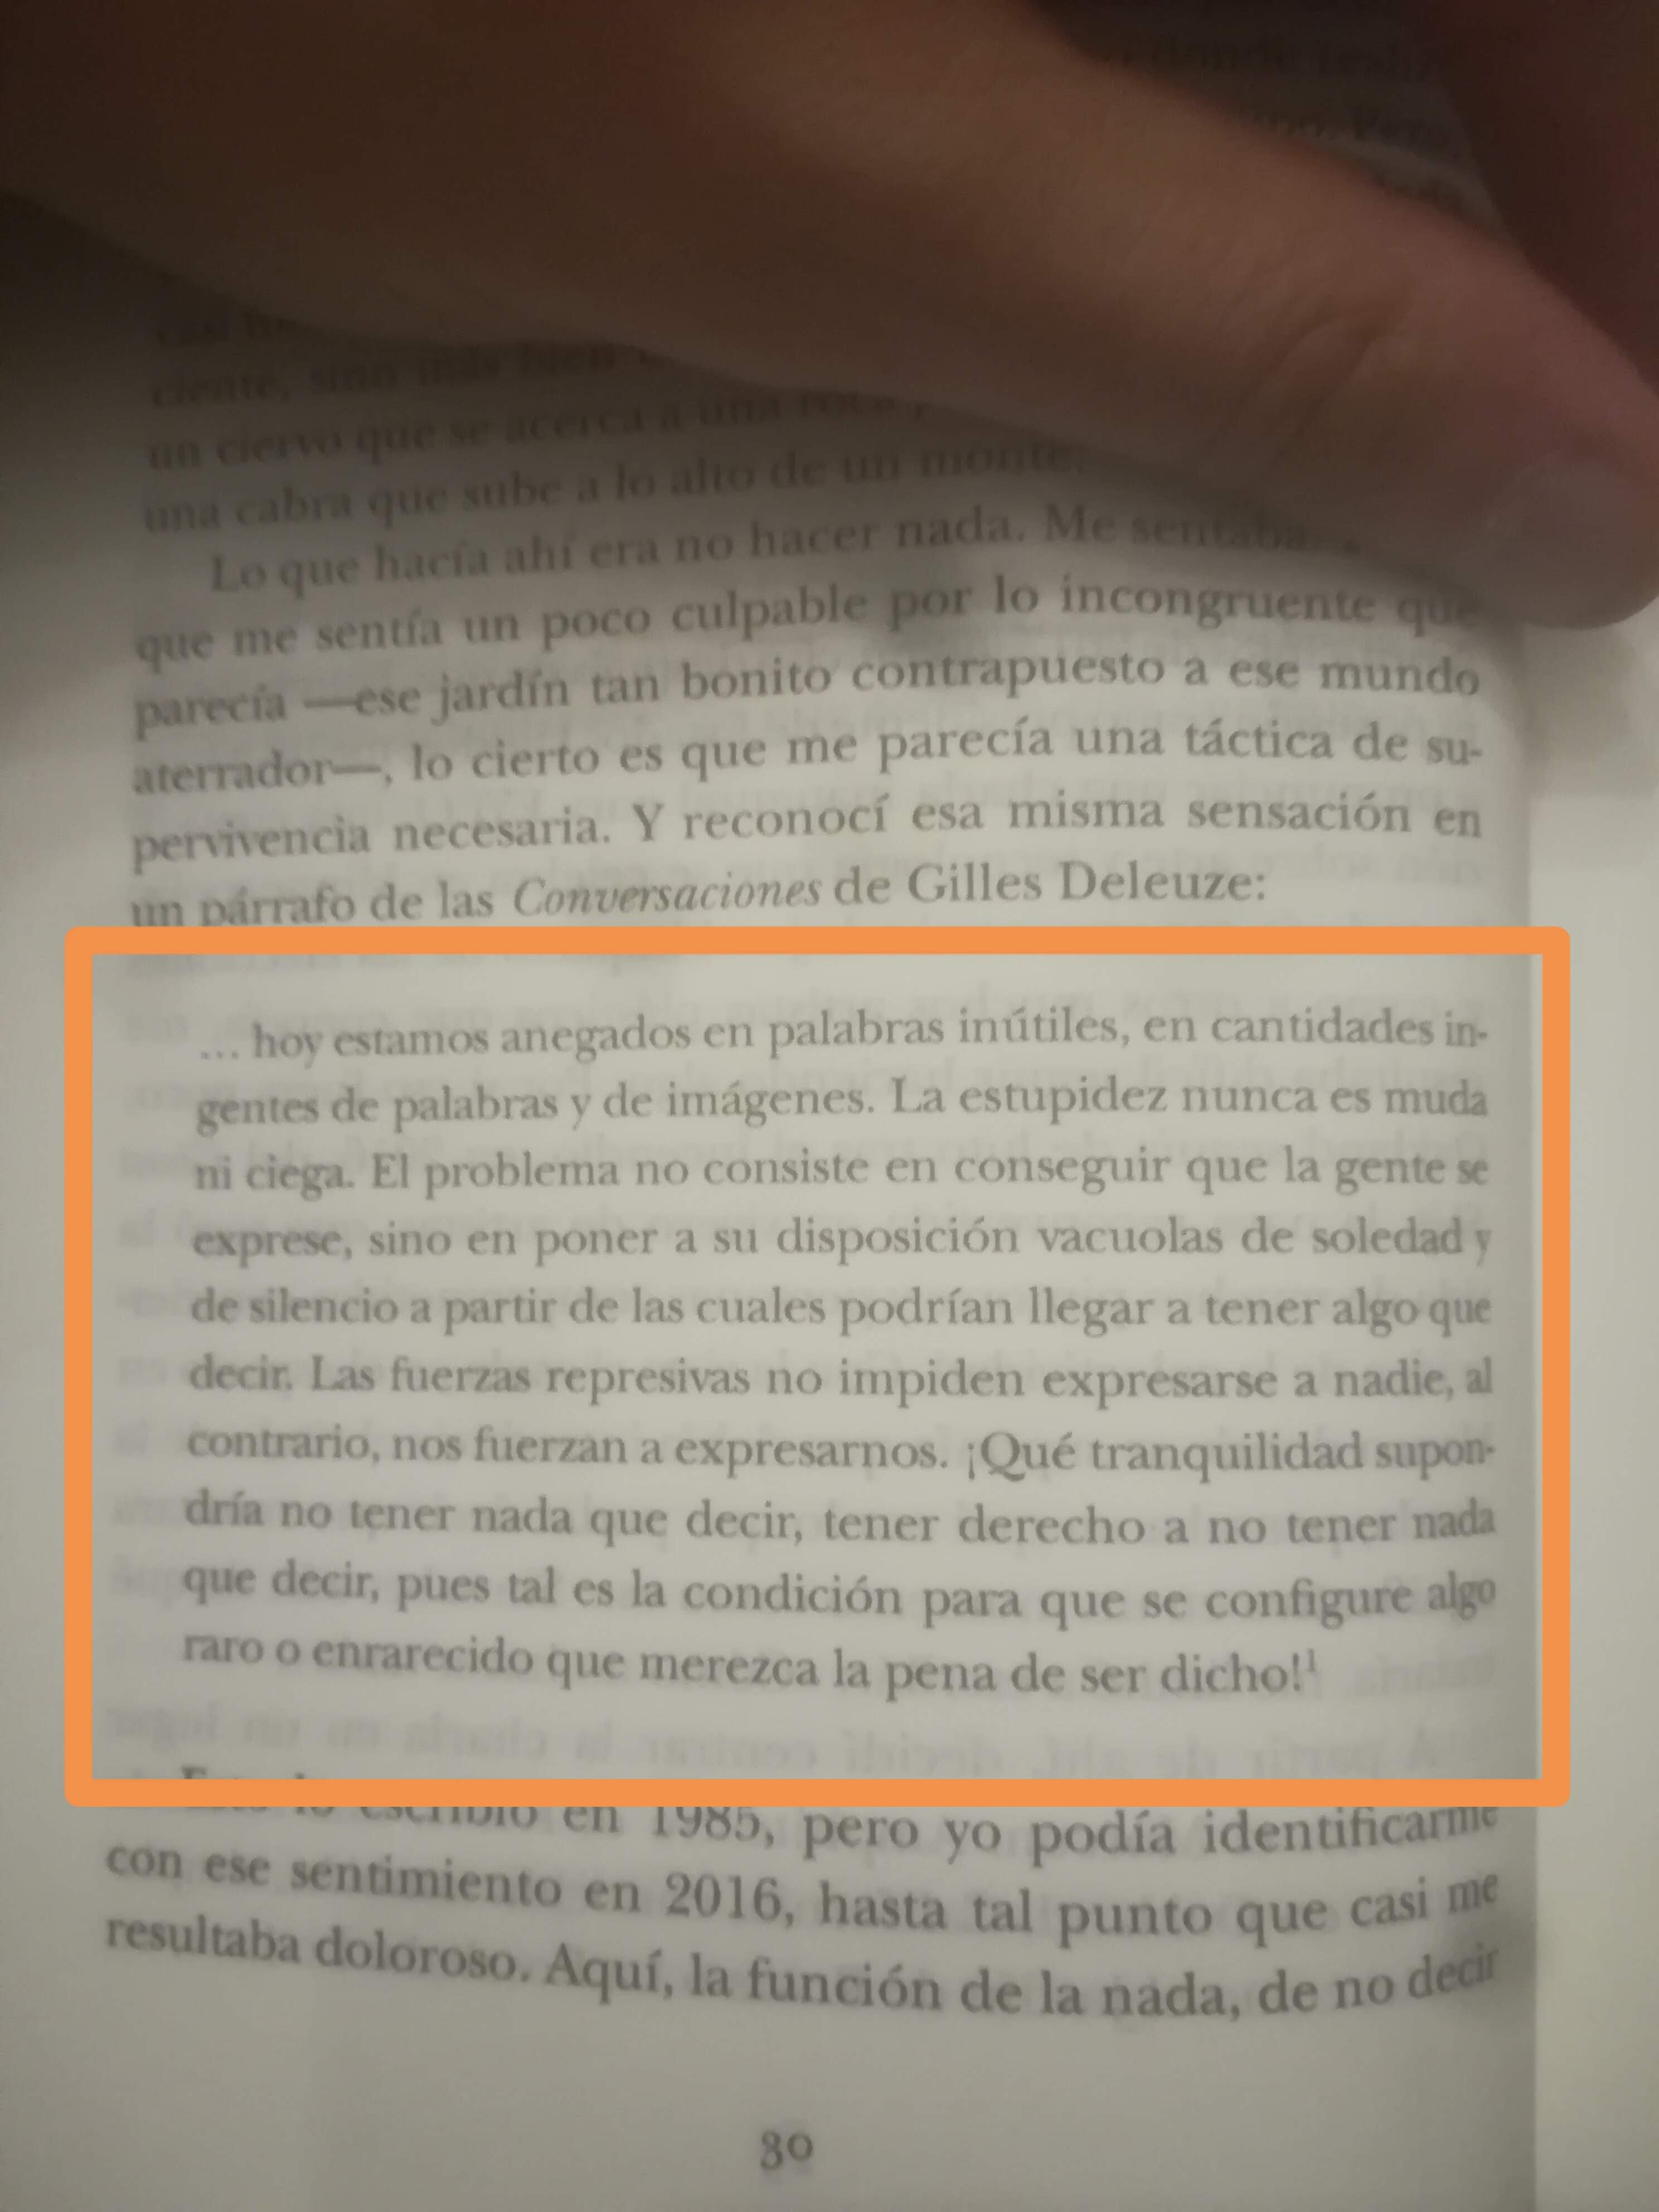 ciente, sino más bien
un ciervo que se acerca a una
una cabra que sube a lo alto de un monte.
Lo que hacía ahí era no hacer nada. Me sentaba
que me sentía un poco culpable por lo incongruente que
parecía —ese jardín tan bonito contrapuesto a ese mundo
aterrador—, lo cierto es que me parecía una táctica de su-
pervivencia necesaria. Y reconocí esa misma sensación en
un párrafo de las Conversaciones de Gilles Deleuze:
… hoy estamos anegados en palabras inútiles, en cantidades in-
gentes de palabras y de imágenes. La estupidez nunca es muda
ni ciega. El problema no consiste en conseguir que la gente se
exprese, sino en poner a su disposición vacuolas de soledad y
de silencio a partir de las cuales podrían llegar a tener algo que
decir. Las fuerzas represivas no impiden expresarse a nadie, al
contrario, nos fuerzan a expresarnos. ¡Qué tranquilidad supon-
dría no tener nada que decir, tener derecho a no tener nada
que decir, pues tal es la condición para que se configure algo
raro o enrarecido que merezca la pena de ser dicho!¹
Esto lo escribió en 1985, pero yo podía identificarme
con ese sentimiento en 2016, hasta tal punto que casi me
resultaba doloroso. Aquí, la función de la nada, de no decir
30